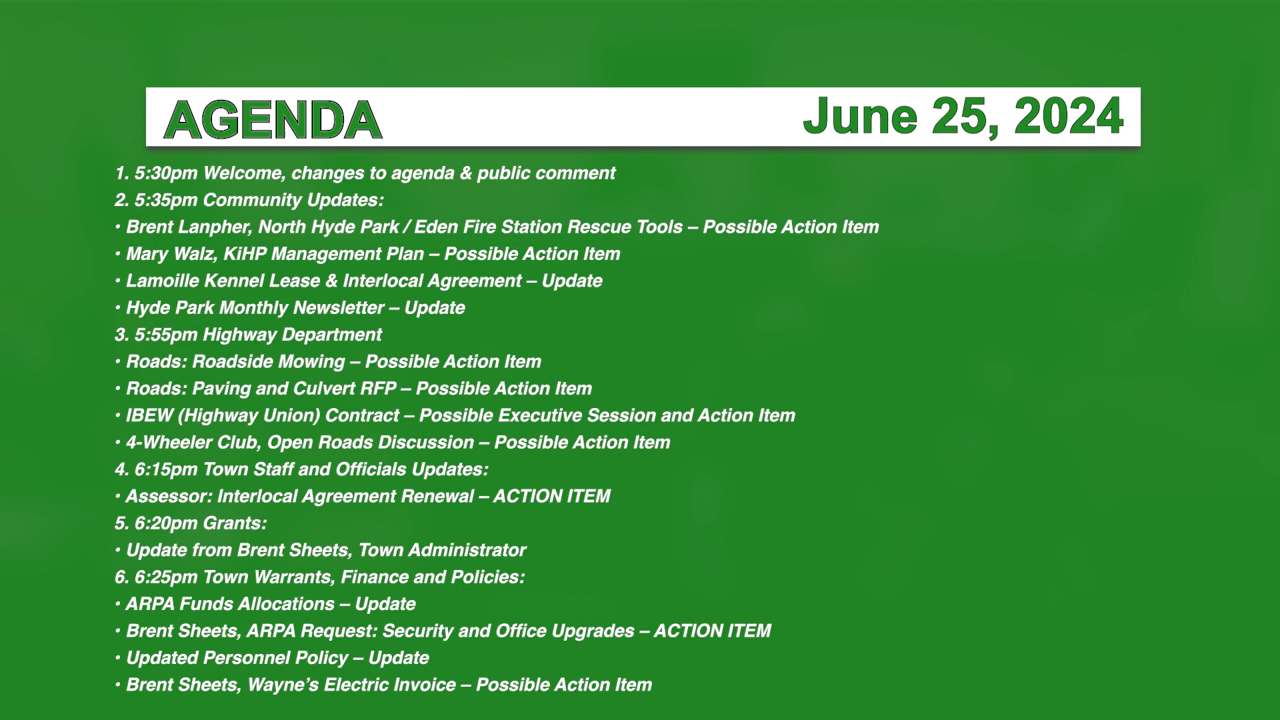 AGENDA
June 25, 2024
1. 5:30pm Welcome, changes to agenda & public comment
2. 5:35pm Community Updates:
• Brent Lanpher, North Hyde Park / Eden Fire Station Rescue Tools – Possible Action Item
• Mary Walz, KiHP Management Plan – Possible Action Item
• Lamoille Kennel Lease & Interlocal Agreement – Update
• Hyde Park Monthly Newsletter – Update
3. 5:55pm Highway Department
• Roads: Roadside Mowing – Possible Action Item
• Roads: Paving and Culvert RFP – Possible Action Item
• IBEW (Highway Union) Contract – Possible Executive Session and Action Item
• 4-Wheeler Club, Open Roads Discussion – Possible Action Item
4. 6:15pm Town Staff and Officials Updates:
• Assessor: Interlocal Agreement Renewal – ACTION ITEM
5. 6:20pm Grants:
• Update from Brent Sheets, Town Administrator
6. 6:25pm Town Warrants, Finance and Policies:
• ARPA Funds Allocations – Update
• Brent Sheets, ARPA Request: Security and Office Upgrades – ACTION ITEM
• Updated Personnel Policy – Update
• Brent Sheets, Wayne’s Electric Invoice – Possible Action Item